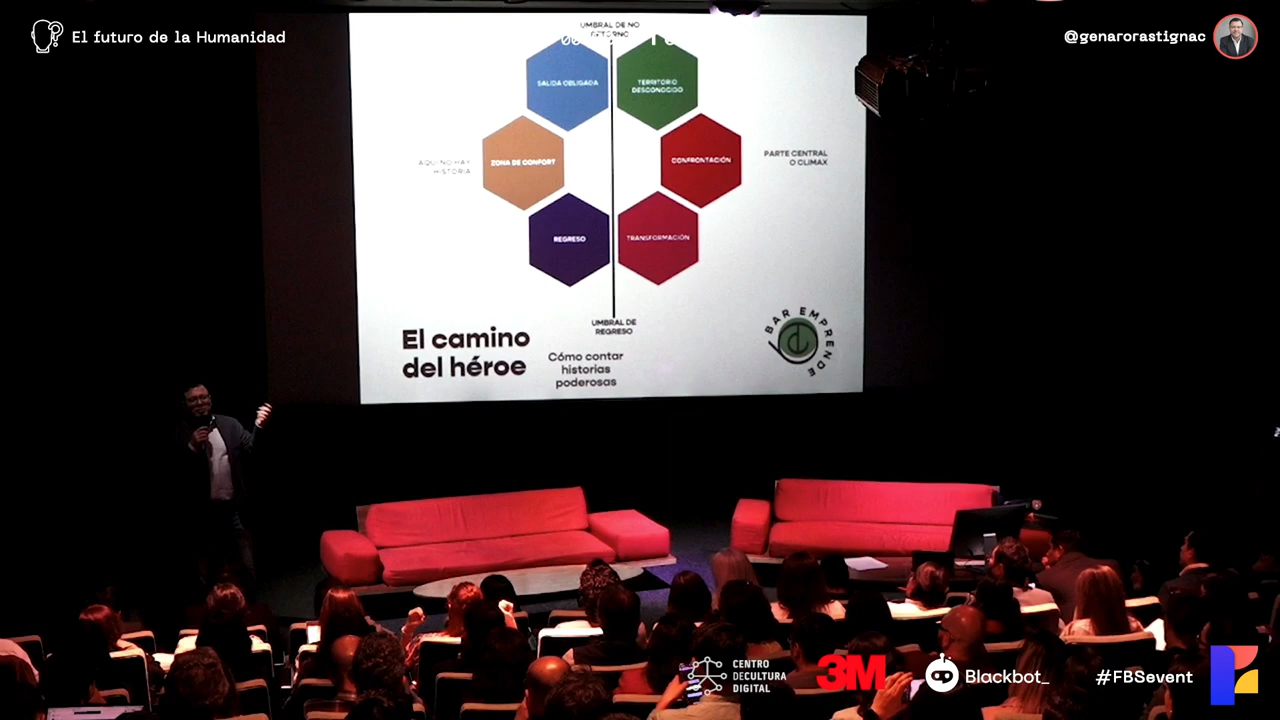 El futuro de la Humanidad
@genarorastignac
UMBRAL DE NO
RETORNO
SALIDA OBLIGADA
TERRITORIO
DESCONOCIDO
AQUI NO HAY
HISTORIA
ZONA DE CONFORT
CONFRONTACIÓN
PARTE CENTRAL
O CLIMAX
REGRESO
TRANSFORMACIÓN
UMBRAL DE
REGRESO
El camino
del héroe
Cómo contar
historias
poderosas
BAR EMPRENDE
CENTRO
DECULTURA
DIGITAL
3M
Blackbot_
#FBSevent